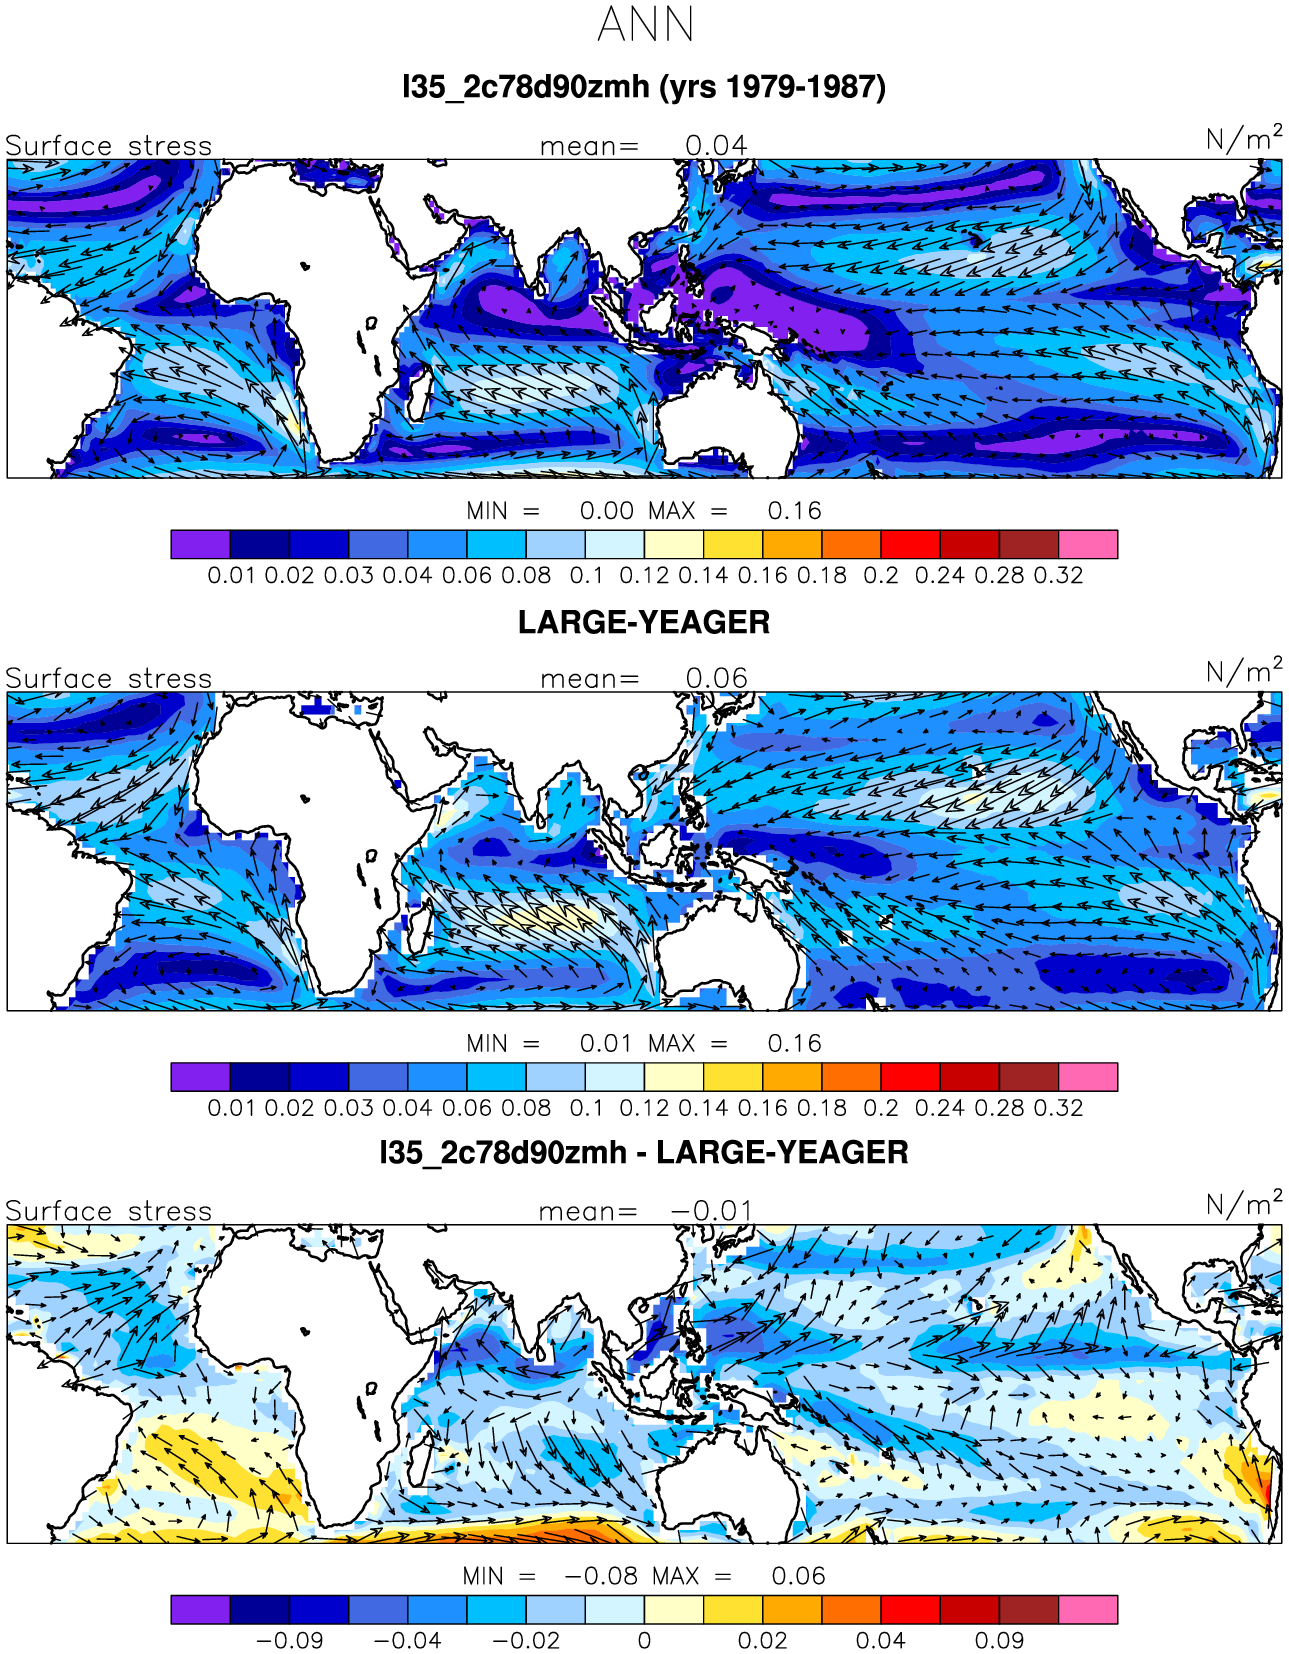 ANN
l35_2c78d90zmh (yrs 1979-1987)
Surface stress mean= 0.04 N/m²
MIN = 0.00 MAX = 0.16
0.01 0.02 0.03 0.04 0.06 0.08 0.1 0.12 0.14 0.16 0.18 0.2 0.24 0.28 0.32
LARGE-YEAGER
Surface stress mean= 0.06 N/m²
MIN = 0.01 MAX = 0.16
0.01 0.02 0.03 0.04 0.06 0.08 0.1 0.12 0.14 0.16 0.18 0.2 0.24 0.28 0.32
l35_2c78d90zmh - LARGE-YEAGER
Surface stress mean= −0.01 N/m²
MIN = −0.08 MAX = 0.06
−0.09 −0.04 −0.02 0 0.02 0.04 0.09